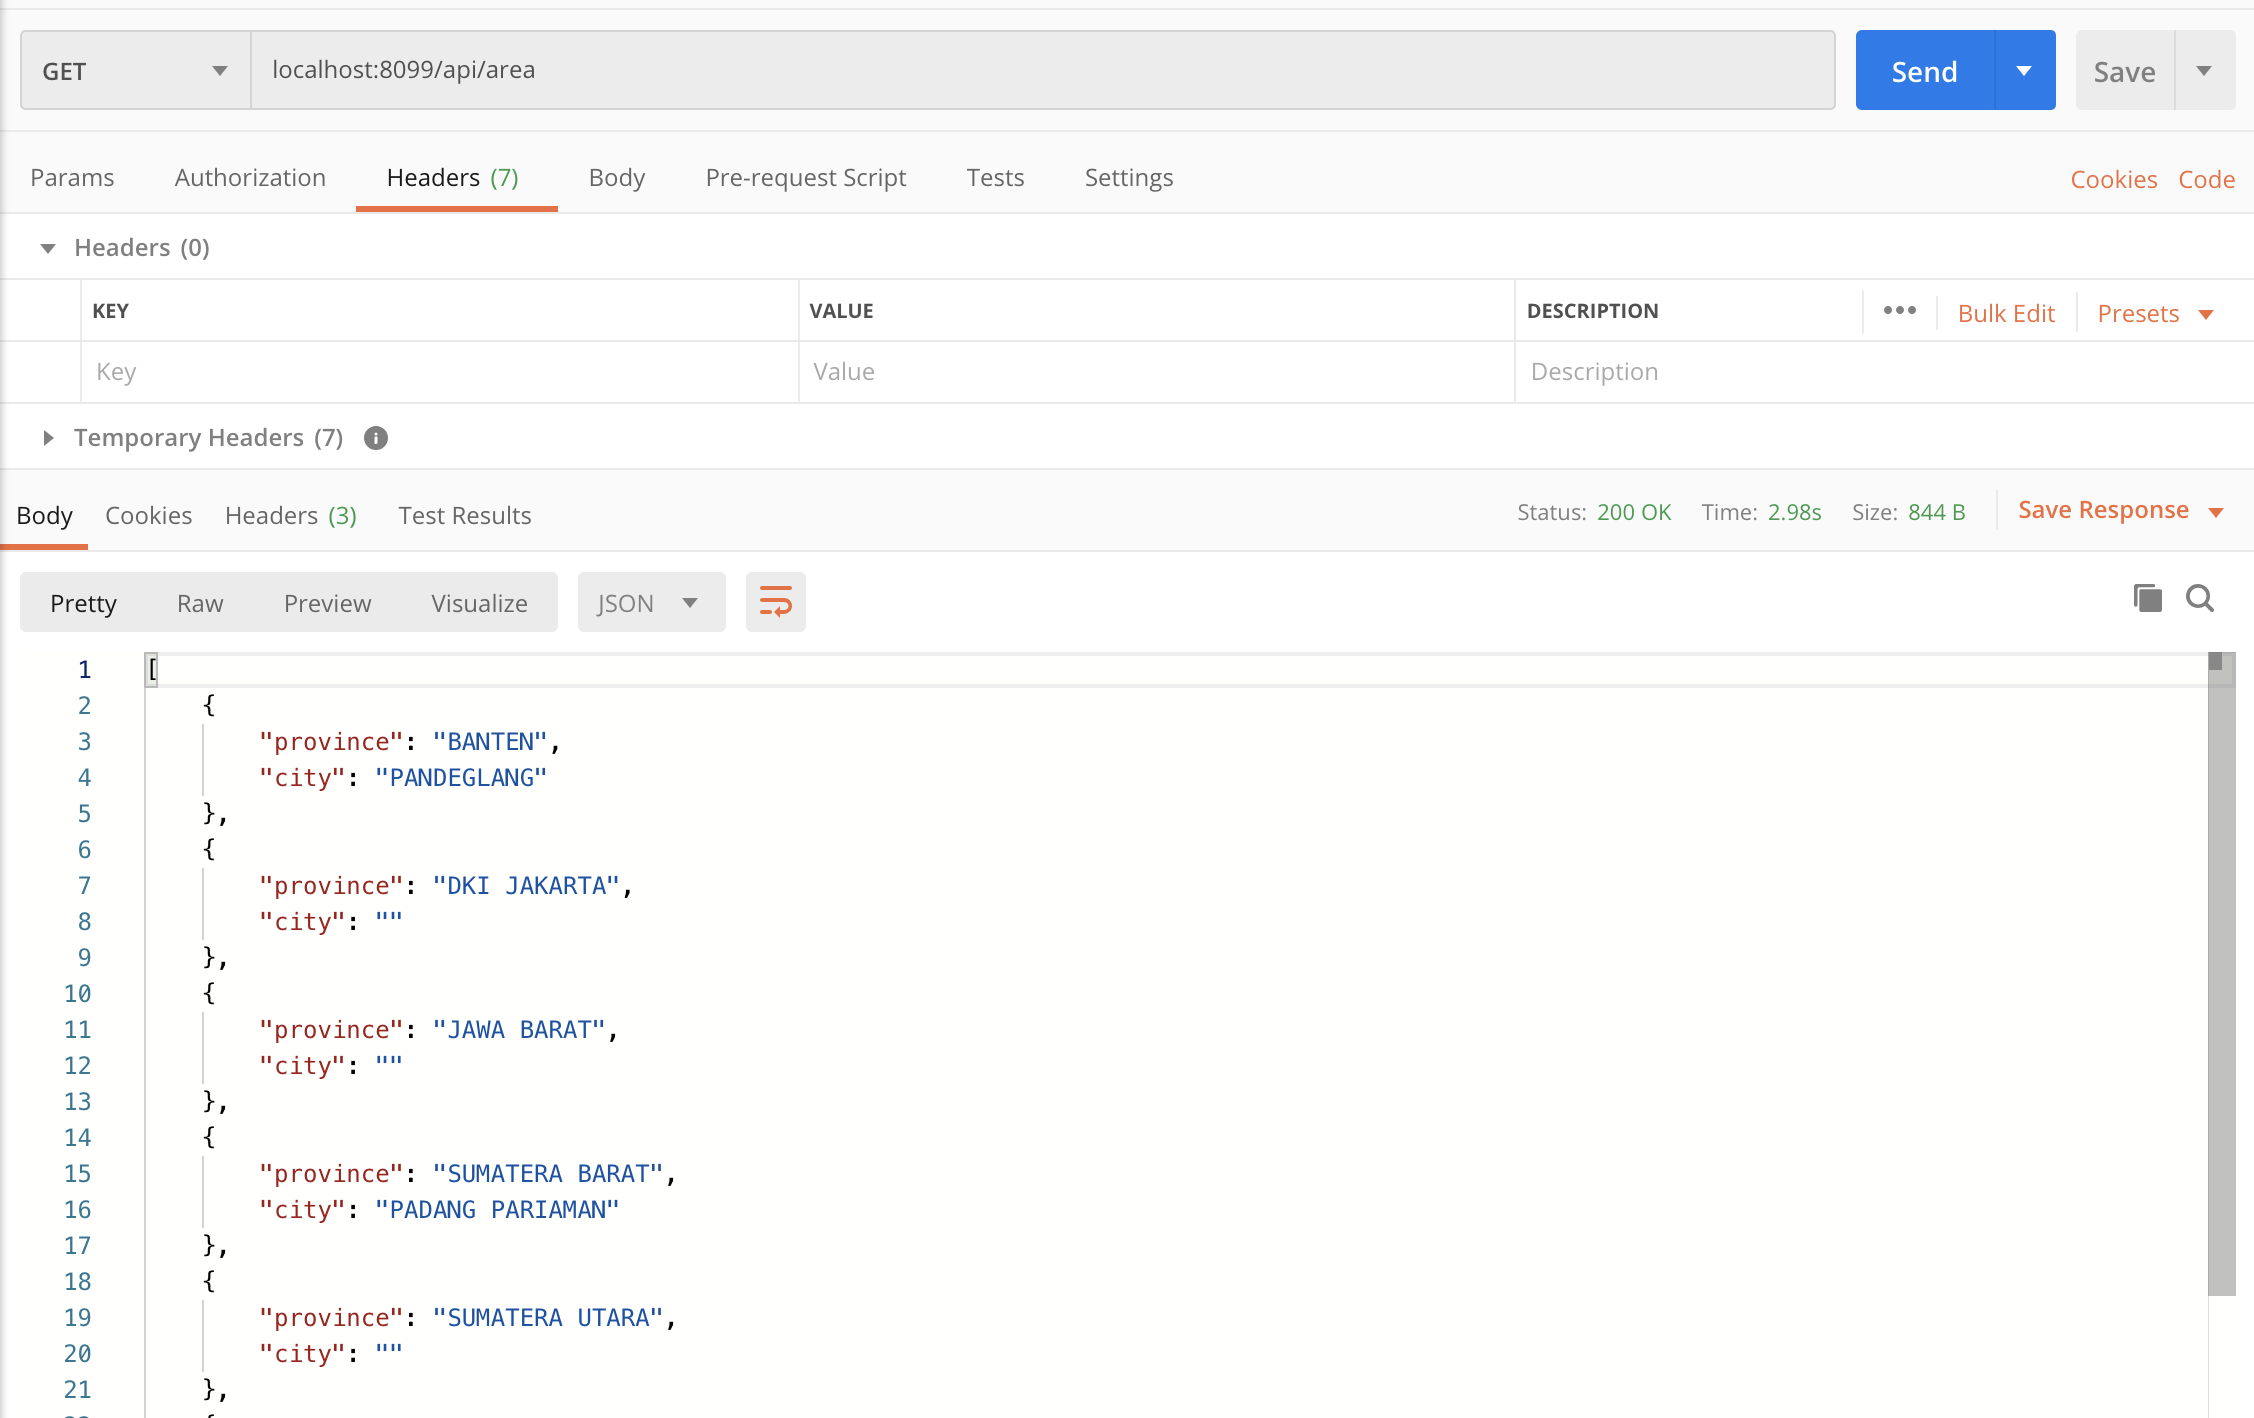 GET localhost:8099/api/area Send Save
Params Authorization Headers (7) Body Pre-request Script Tests Settings Cookies Code
Headers (0)
KEY VALUE DESCRIPTION ••• Bulk Edit Presets
Key Value Description
Temporary Headers (7) i
Body Cookies Headers (3) Test Results Status: 200 OK Time: 2.98s Size: 844 B Save Response
Pretty Raw Preview Visualize JSON
1 [
2 {
3 "province": "BANTEN",
4 "city": "PANDEGLANG"
5 },
6 {
7 "province": "DKI JAKARTA",
8 "city": ""
9 },
10 {
11 "province": "JAWA BARAT",
12 "city": ""
13 },
14 {
15 "province": "SUMATERA BARAT",
16 "city": "PADANG PARIAMAN"
17 },
18 {
19 "province": "SUMATERA UTARA",
20 "city": ""
21 },